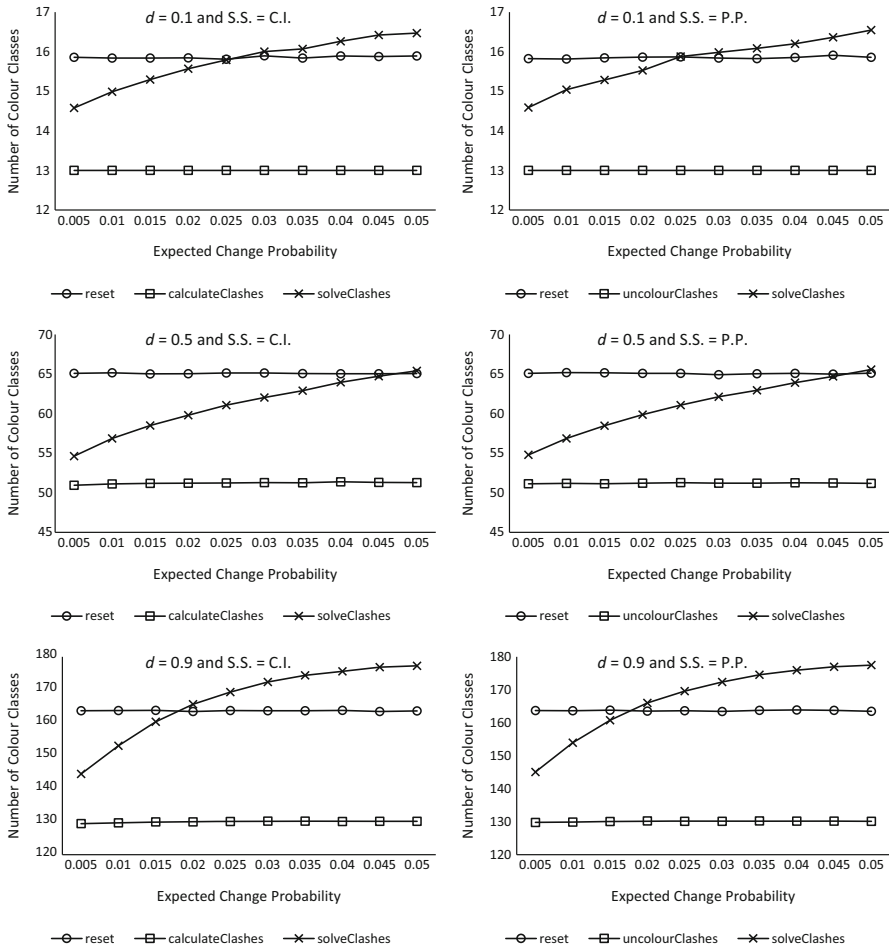 d = 0.1 and S.S. = C.I.
Number of Colour Classes
17
16
15
14
13
12
0.005 0.01 0.015 0.02 0.025 0.03 0.035 0.04 0.045 0.05
Expected Change Probability
reset calculateClashes solveClashes
d = 0.1 and S.S. = P.P.
Number of Colour Classes
17
16
15
14
13
12
0.005 0.01 0.015 0.02 0.025 0.03 0.035 0.04 0.045 0.05
Expected Change Probability
reset uncolourClashes solveClashes
d = 0.5 and S.S. = C.I.
Number of Colour Classes
70
65
60
55
50
45
0.005 0.01 0.015 0.02 0.025 0.03 0.035 0.04 0.045 0.05
Expected Change Probability
reset calculateClashes solveClashes
d = 0.5 and S.S. = P.P.
Number of Colour Classes
70
65
60
55
50
45
0.005 0.01 0.015 0.02 0.025 0.03 0.035 0.04 0.045 0.05
Expected Change Probability
reset uncolourClashes solveClashes
d = 0.9 and S.S. = C.I.
Number of Colour Classes
180
170
160
150
140
130
120
0.005 0.01 0.015 0.02 0.025 0.03 0.035 0.04 0.045 0.05
Expected Change Probability
reset calculateClashes solveClashes
d = 0.9 and S.S. = P.P.
Number of Colour Classes
180
170
160
150
140
130
120
0.005 0.01 0.015 0.02 0.025 0.03 0.035 0.04 0.045 0.05
Expected Change Probability
reset uncolourClashes solveClashes